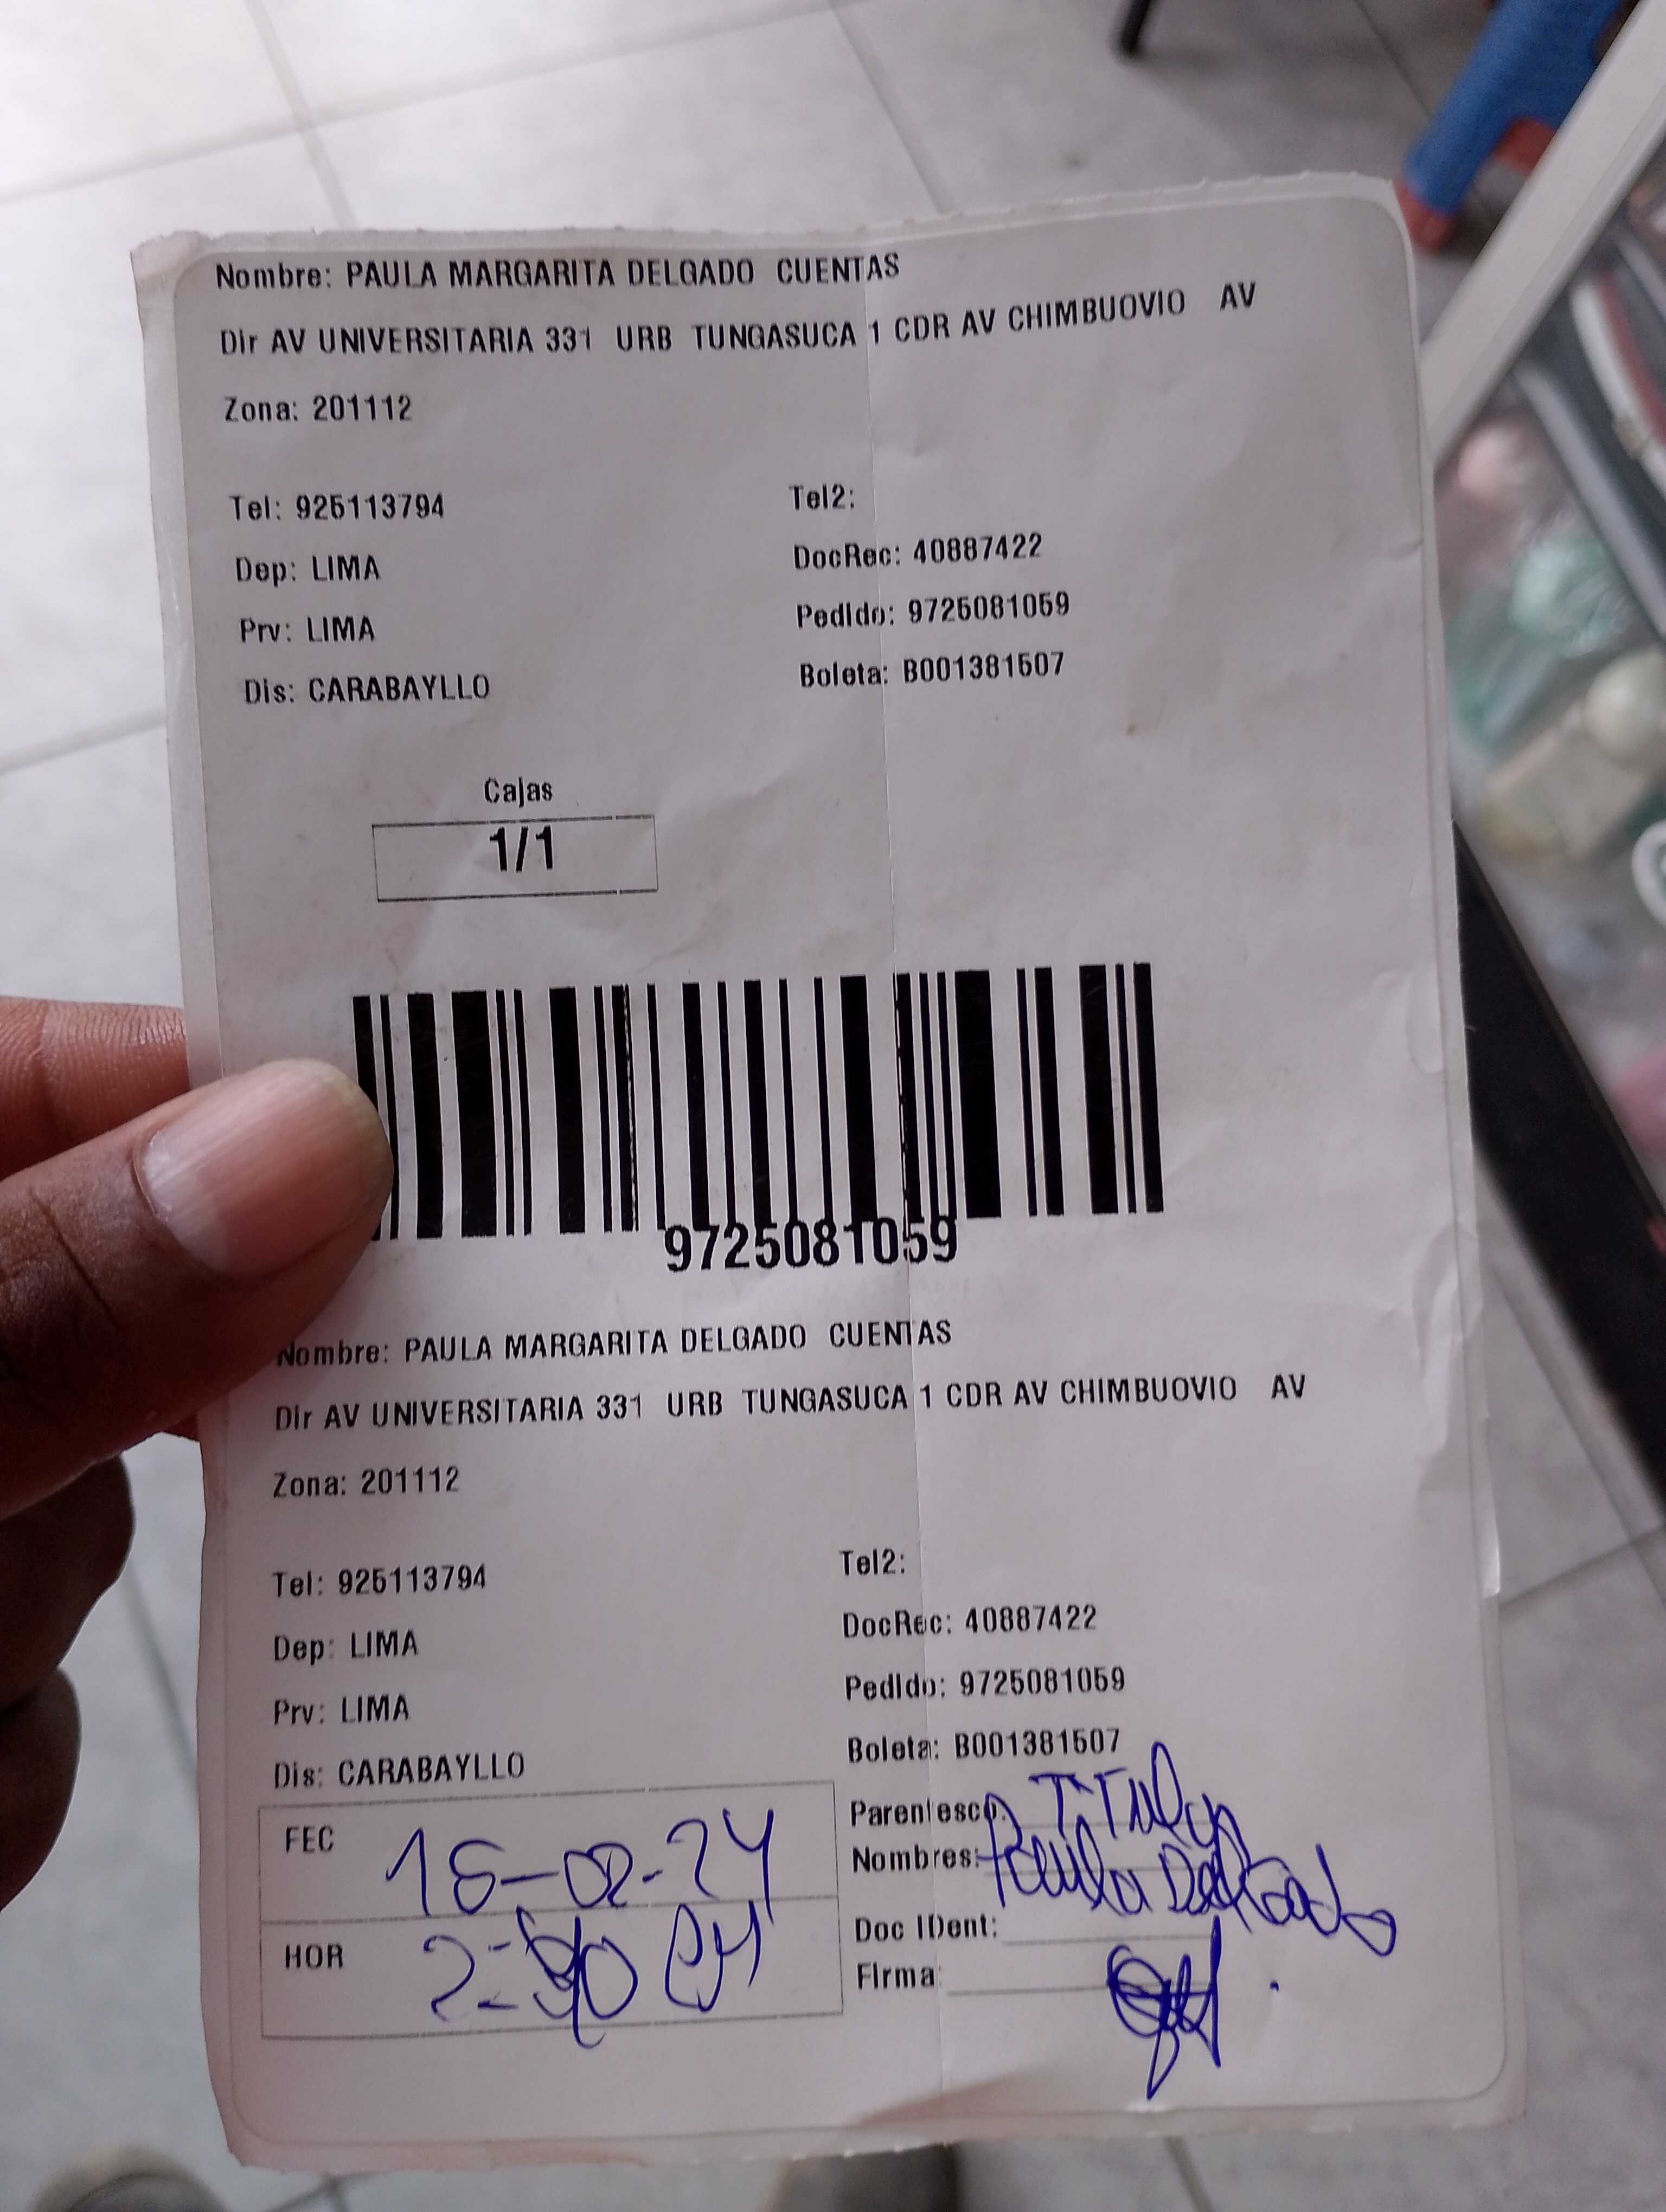 Nombre: PAULA MARGARITA DELGADO CUENTAS
Dir AV UNIVERSITARIA 331 URB TUNGASUCA 1 CDR AV CHIMBUOVIO AV
Zona: 201112
Tel: 925113794 Tel2:
Dep: LIMA DocRec: 40887422
Prv: LIMA Pedido: 9725081059
Dis: CARABAYLLO Boleta: B001381507
Cajas
1/1
9725081059
Nombre: PAULA MARGARITA DELGADO CUENTAS
Dir AV UNIVERSITARIA 331 URB TUNGASUCA 1 CDR AV CHIMBUOVIO AV
Zona: 201112
Tel: 925113794 Tel2:
Dep: LIMA DocRec: 40887422
Prv: LIMA Pedido: 9725081059
Dis: CARABAYLLO Boleta: B001381507
Parentesco: Titular
FEC 16-02-24
Nombres: Paula Delgado
Doc IDent:
HOR
Firma: